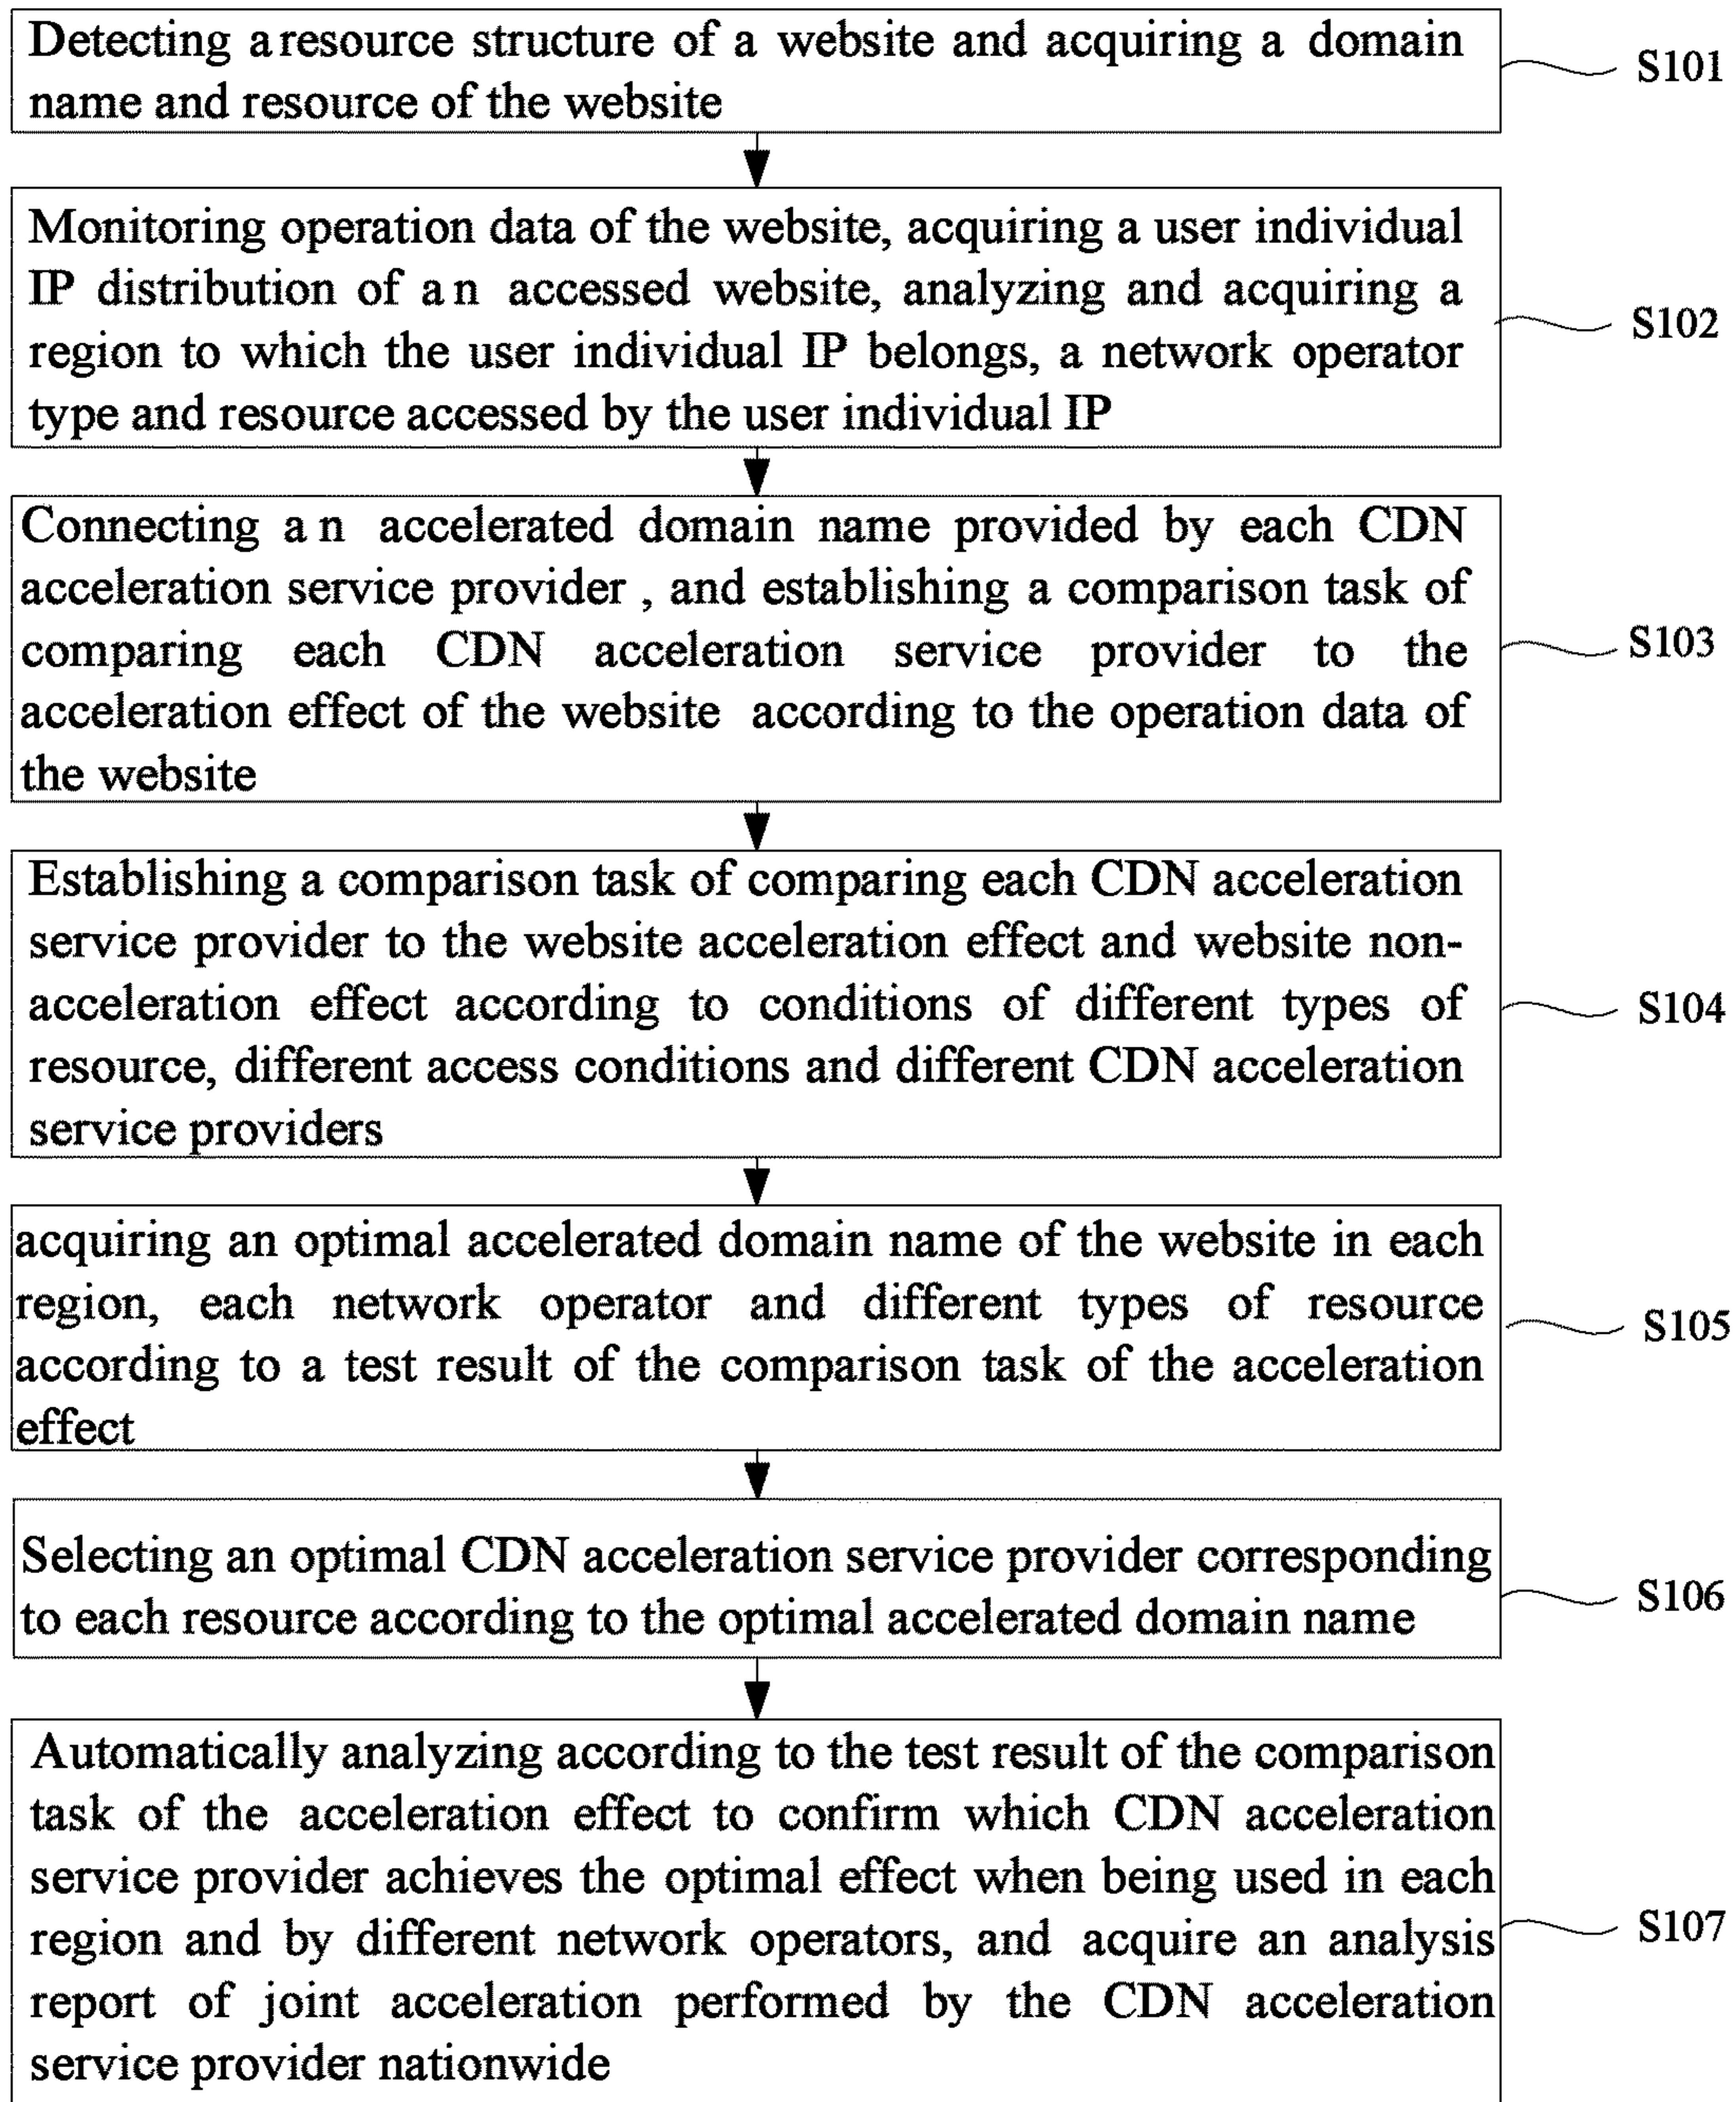 Detecting a resource structure of a website and acquiring a domain
name and resource of the website
S101
Monitoring operation data of the website, acquiring a user individual
IP distribution of an accessed website, analyzing and acquiring a
region to which the user individual IP belongs, a network operator
type and resource accessed by the user individual IP
S102
Connecting an accelerated domain name provided by each CDN
acceleration service provider , and establishing a comparison task of
comparing each CDN acceleration service provider to the
acceleration effect of the website according to the operation data of
the website
S103
Establishing a comparison task of comparing each CDN acceleration
service provider to the website acceleration effect and website non-
acceleration effect according to conditions of different types of
resource, different access conditions and different CDN acceleration
service providers
S104
acquiring an optimal accelerated domain name of the website in each
region, each network operator and different types of resource
according to a test result of the comparison task of the acceleration
effect
S105
Selecting an optimal CDN acceleration service provider corresponding
to each resource according to the optimal accelerated domain name
S106
Automatically analyzing according to the test result of the comparison
task of the acceleration effect to confirm which CDN acceleration
service provider achieves the optimal effect when being used in each
region and by different network operators, and acquire an analysis
report of joint acceleration performed by the CDN acceleration
service provider nationwide
S107